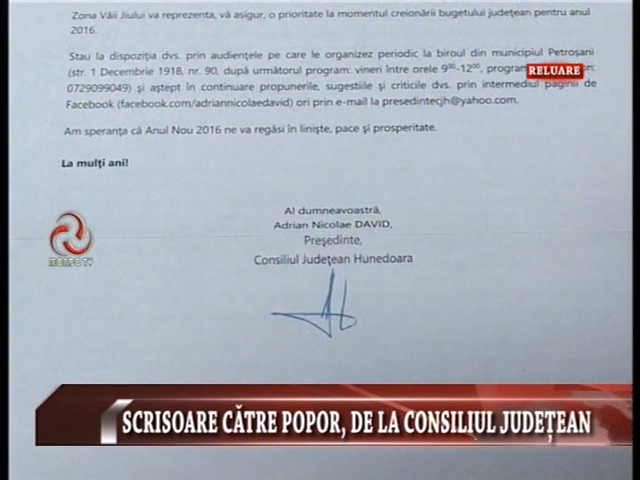 Zona Văii Jiului va reprezenta, vă asigur, o prioritate la momentul creionării bugetului județean pentru anul
2016.
Stau la dispoziția dvs. prin audiențele pe care le organizez periodic la biroul din municipiul Petroșani
(str. 1 Decembrie 1918, nr. 90, după următorul program: vineri între orele 9⁰⁰-12⁰⁰,
RELUARE
0729099049) și aștept în continuare propunerile, sugestiile și criticile dvs. prin intermediul paginii de
Facebook (facebook.com/adriannicolaedavid) ori prin e-mail la presedintecjh@yahoo.com.
Am speranța că Anul Nou 2016 ne va regăsi în liniște, pace și prosperitate.
La mulți ani!
Al dumneavoastră,
Adrian Nicolae DAVID,
Președinte,
Consiliul Județean Hunedoara
MONDO TV
SCRISOARE CĂTRE POPOR, DE LA CONSILIUL JUDEȚEAN